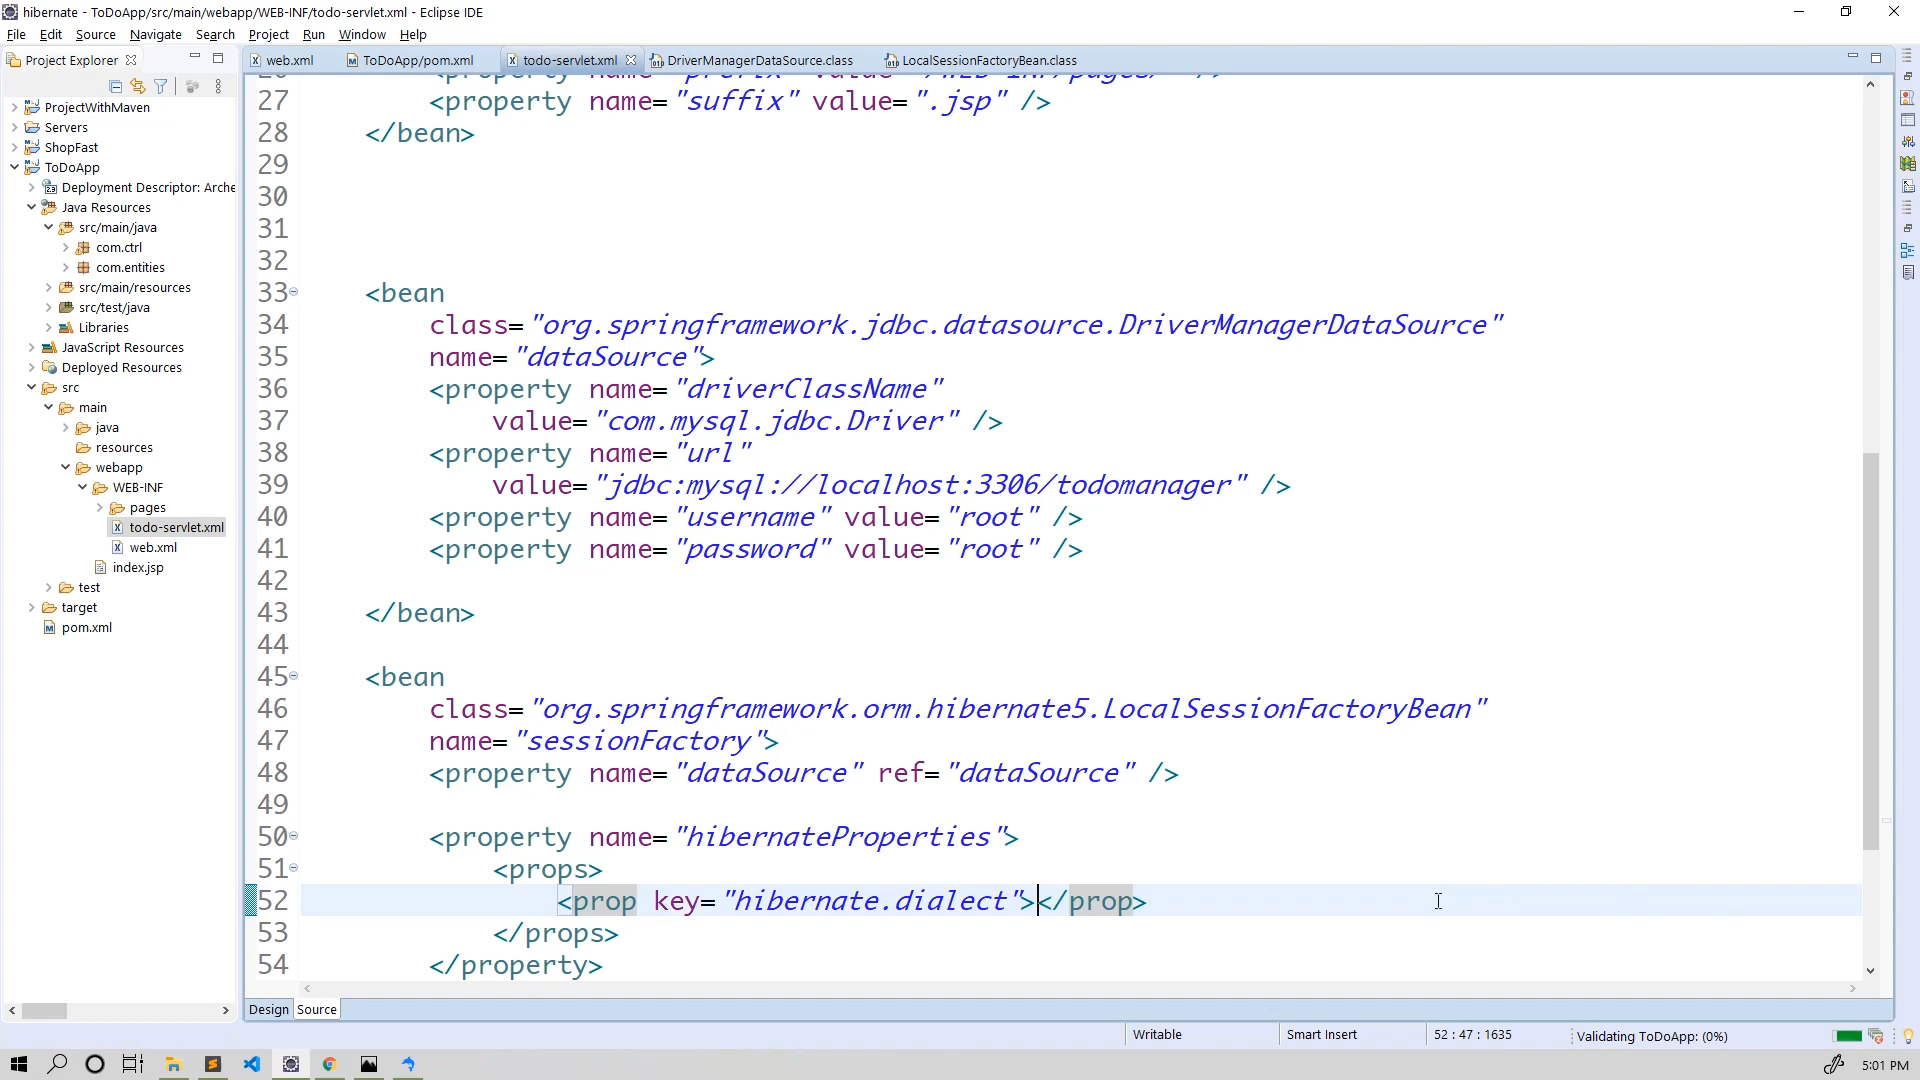 hibernate - ToDoApp/src/main/webapp/WEB-INF/todo-servlet.xml - Eclipse IDE
File Edit Source Navigate Search Project Run Window Help
Project Explorer
web.xml ToDoApp/pom.xml todo-servlet.xml DriverManagerDataSource.class LocalSessionFactoryBean.class
ProjectWithMaven
Servers
ShopFast
ToDoApp
Deployment Descriptor: Arche
Java Resources
src/main/java
com.ctrl
com.entities
src/main/resources
src/test/java
Libraries
JavaScript Resources
Deployed Resources
src
main
java
resources
webapp
WEB-INF
pages
todo-servlet.xml
web.xml
index.jsp
test
target
pom.xml
26 <property name="prefix" value="/WEB-INF/pages/" />
27 <property name="suffix" value=".jsp" />
28 </bean>
29
30
31
32
33 <bean
34 class="org.springframework.jdbc.datasource.DriverManagerDataSource"
35 name="dataSource">
36 <property name="driverClassName"
37 value="com.mysql.jdbc.Driver" />
38 <property name="url"
39 value="jdbc:mysql://localhost:3306/todomanager" />
40 <property name="username" value="root" />
41 <property name="password" value="root" />
42
43 </bean>
44
45 <bean
46 class="org.springframework.orm.hibernate5.LocalSessionFactoryBean"
47 name="sessionFactory">
48 <property name="dataSource" ref="dataSource" />
49
50 <property name="hibernateProperties">
51 <props>
52 <prop key="hibernate.dialect"></prop>
53 </props>
54 </property>
Design Source
Writable Smart Insert 52 : 47 : 1635 Validating ToDoApp: (0%)
5:01 PM